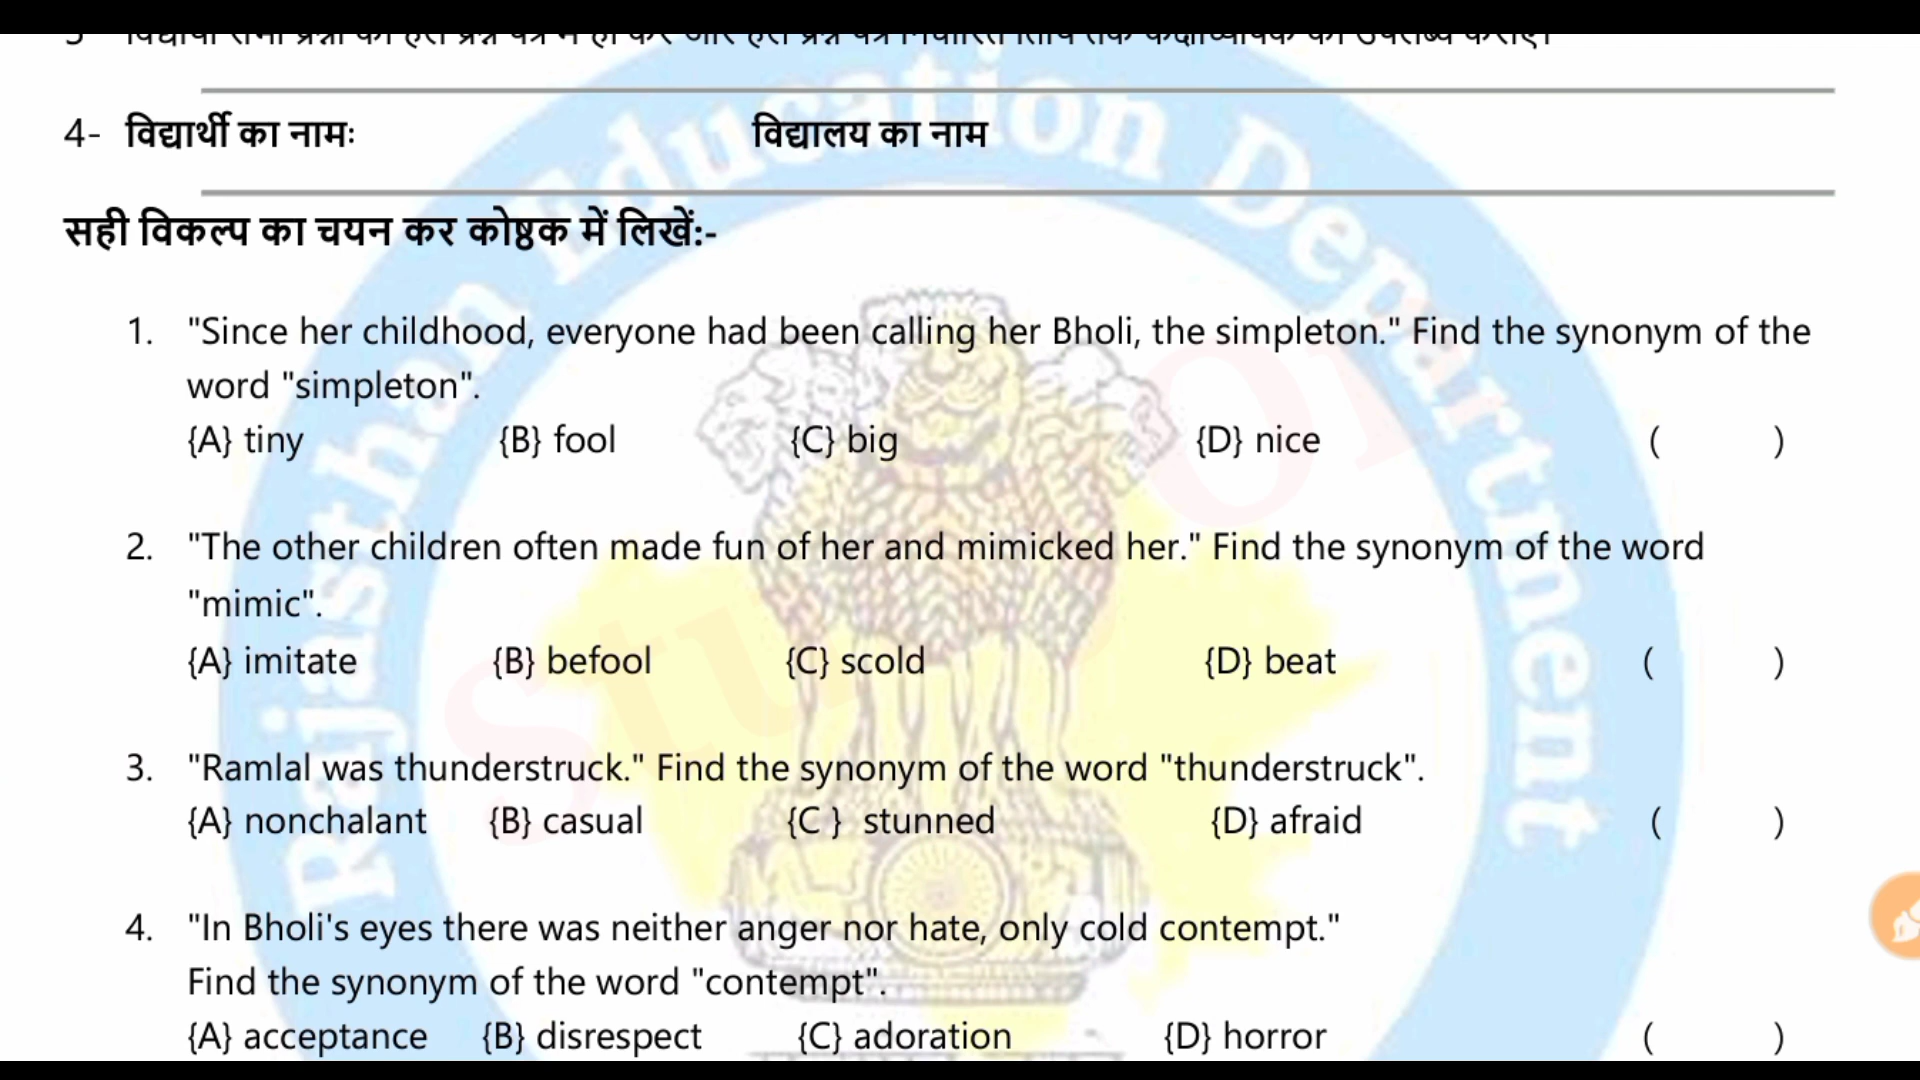 4- विद्यार्थी का नामः विद्यालय का नाम
सही विकल्प का चयन कर कोष्ठक में लिखें:-
1. "Since her childhood, everyone had been calling her Bholi, the simpleton." Find the synonym of the
word "simpleton".
{A} tiny {B} fool {C} big {D} nice ( )
2. "The other children often made fun of her and mimicked her." Find the synonym of the word
"mimic".
{A} imitate {B} befool {C} scold {D} beat ( )
3. "Ramlal was thunderstruck." Find the synonym of the word "thunderstruck".
{A} nonchalant {B} casual {C } stunned {D} afraid ( )
4. "In Bholi's eyes there was neither anger nor hate, only cold contempt."
Find the synonym of the word "contempt".
{A} acceptance {B} disrespect {C} adoration {D} horror ( )
Rajasthan Education Department